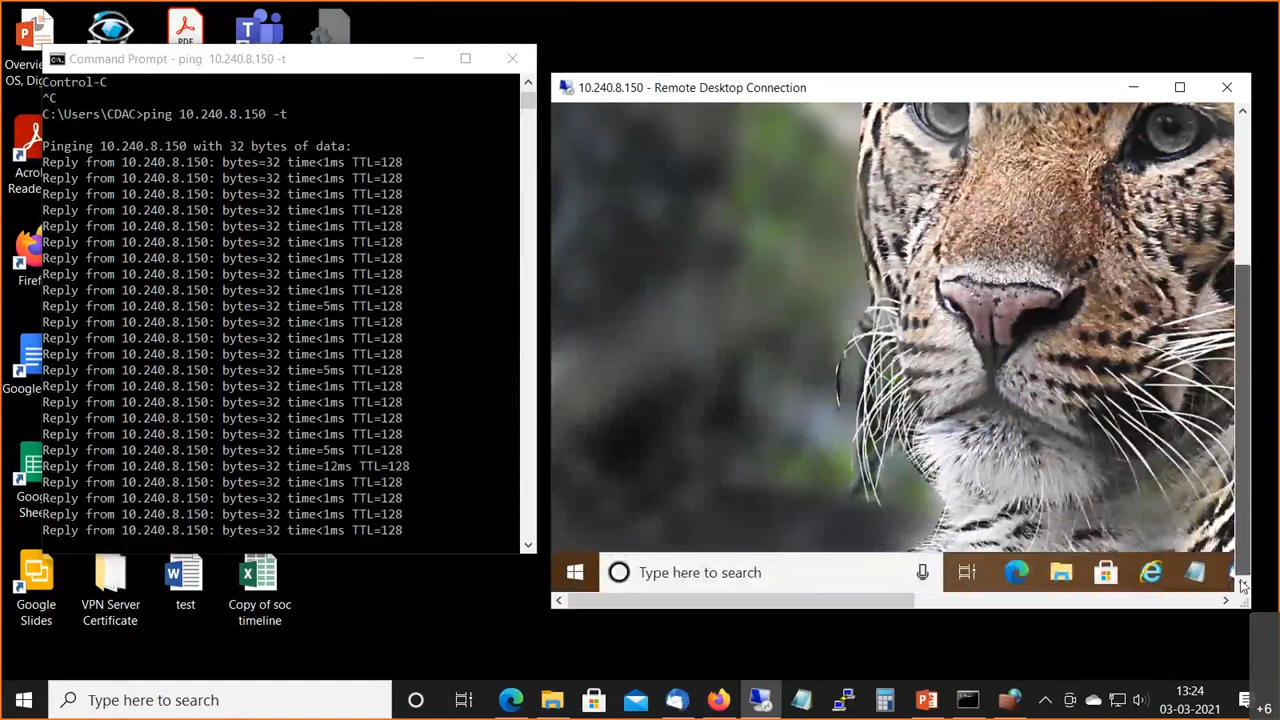 Overvie
OS, Dig
PDF
Acro
Reade
Firef
Google
Goog
Shee
Google
Slides
VPN Server
Certificate
test
Copy of soc
timeline
Command Prompt - ping 10.240.8.150 -t
Control-C
^C
C:\Users\CDAC>ping 10.240.8.150 -t
Pinging 10.240.8.150 with 32 bytes of data:
Reply from 10.240.8.150: bytes=32 time<1ms TTL=128
Reply from 10.240.8.150: bytes=32 time<1ms TTL=128
Reply from 10.240.8.150: bytes=32 time<1ms TTL=128
Reply from 10.240.8.150: bytes=32 time<1ms TTL=128
Reply from 10.240.8.150: bytes=32 time<1ms TTL=128
Reply from 10.240.8.150: bytes=32 time<1ms TTL=128
Reply from 10.240.8.150: bytes=32 time<1ms TTL=128
Reply from 10.240.8.150: bytes=32 time<1ms TTL=128
Reply from 10.240.8.150: bytes=32 time<1ms TTL=128
Reply from 10.240.8.150: bytes=32 time=5ms TTL=128
Reply from 10.240.8.150: bytes=32 time<1ms TTL=128
Reply from 10.240.8.150: bytes=32 time<1ms TTL=128
Reply from 10.240.8.150: bytes=32 time<1ms TTL=128
Reply from 10.240.8.150: bytes=32 time=5ms TTL=128
Reply from 10.240.8.150: bytes=32 time<1ms TTL=128
Reply from 10.240.8.150: bytes=32 time<1ms TTL=128
Reply from 10.240.8.150: bytes=32 time<1ms TTL=128
Reply from 10.240.8.150: bytes=32 time<1ms TTL=128
Reply from 10.240.8.150: bytes=32 time=5ms TTL=128
Reply from 10.240.8.150: bytes=32 time=12ms TTL=128
Reply from 10.240.8.150: bytes=32 time<1ms TTL=128
Reply from 10.240.8.150: bytes=32 time<1ms TTL=128
Reply from 10.240.8.150: bytes=32 time<1ms TTL=128
Reply from 10.240.8.150: bytes=32 time<1ms TTL=128
10.240.8.150 - Remote Desktop Connection
Type here to search
Type here to search
13:24
03-03-2021
+6